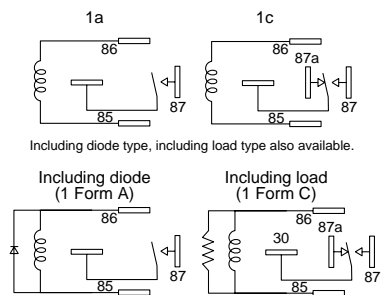 1a 1c
86 86
87a
87 87
85 85
Including diode type, including load type also available.
Including diode Including load
(1 Form A) (1 Form C)
86 86
87a
30
87 87
85 85